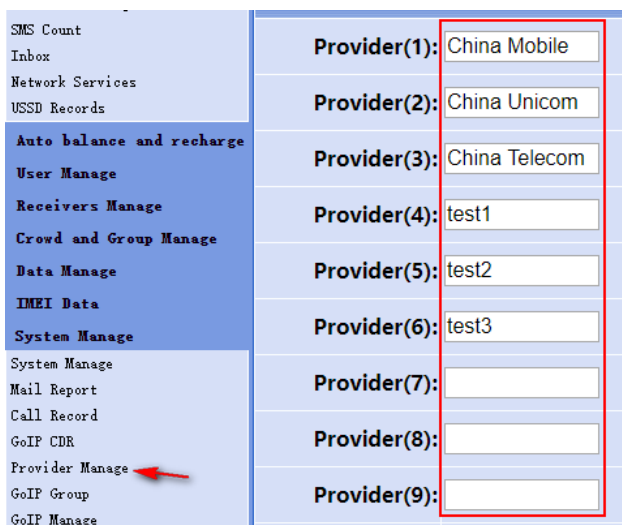 SMS Count
Inbox
Network Services
USSD Records
Auto balance and recharge
User Manage
Receivers Manage
Crowd and Group Manage
Data Manage
IMEI Data
System Manage
System Manage
Mail Report
Call Record
GoIP CDR
Provider Manage
GoIP Group
GoIP Manage
Provider(1): China Mobile
Provider(2): China Unicom
Provider(3): China Telecom
Provider(4): test1
Provider(5): test2
Provider(6): test3
Provider(7):
Provider(8):
Provider(9):